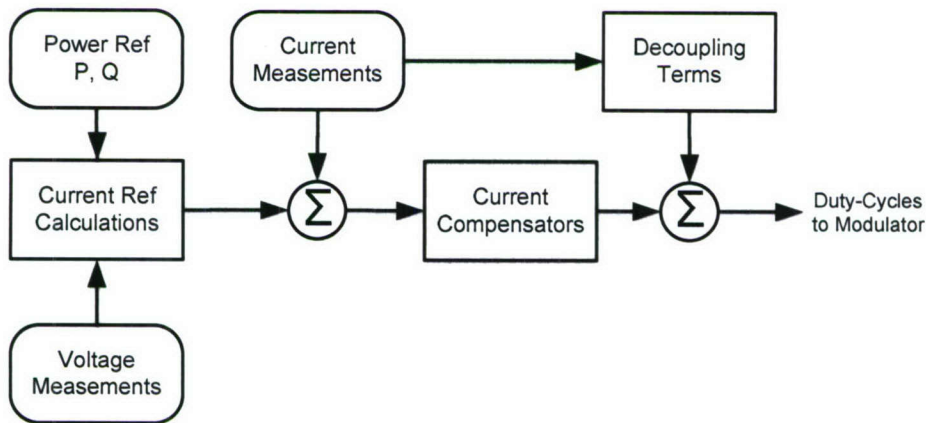 Power Ref
P, Q
Current
Measements
Decoupling
Terms
Current Ref
Calculations
Σ
Current
Compensators
Σ
Duty-Cycles
to Modulator
Voltage
Measements